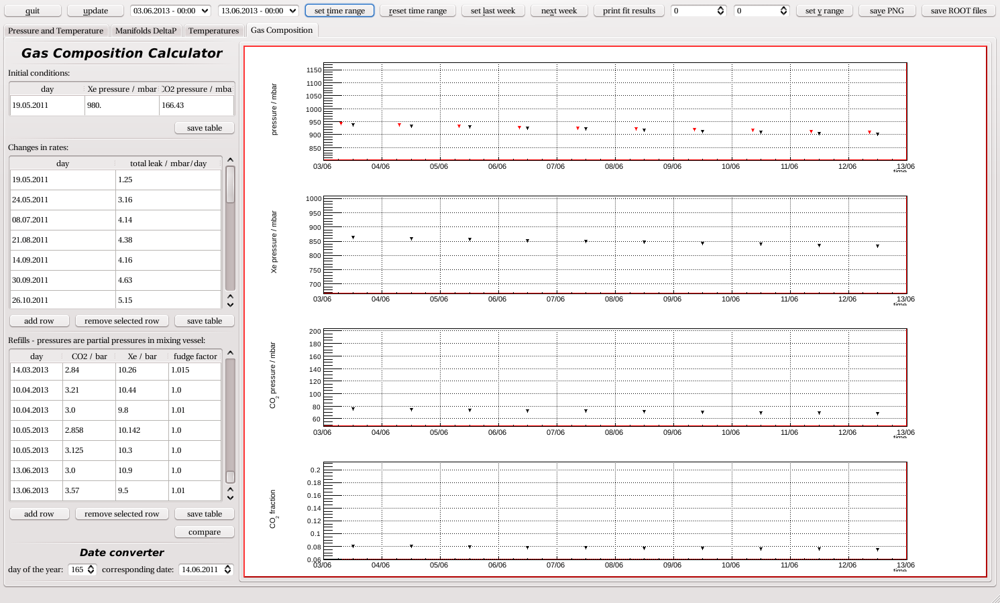 quit update 03.06.2013 - 00:00 13.06.2013 - 00:00 set time range reset time range set last week next week print fit results 0 0 set y range save PNG save ROOT files
Pressure and Temperature Manifolds DeltaP Temperatures Gas Composition
Gas Composition Calculator
Initial conditions:
day Xe pressure / mbar CO2 pressure / mba
19.05.2011 980. 166.43
save table
Changes in rates:
day total leak / mbar/day
19.05.2011 1.25
24.05.2011 3.16
08.07.2011 4.14
21.08.2011 4.38
14.09.2011 4.16
30.09.2011 4.63
26.10.2011 5.15
add row remove selected row save table
Refills - pressures are partial pressures in mixing vessel:
day CO2 / bar Xe / bar fudge factor
14.03.2013 2.84 10.26 1.015
10.04.2013 3.21 10.44 1.0
10.04.2013 3.0 9.8 1.01
10.05.2013 2.858 10.142 1.0
10.05.2013 3.125 10.3 1.0
13.06.2013 3.0 10.9 1.0
13.06.2013 3.57 9.5 1.01
add row remove selected row save table
compare
Date converter
day of the year: 165 corresponding date: 14.06.2011
pressure / mbar
1150
1100
1050
1000
950
900
850
03/06 04/06 05/06 06/06 07/06 08/06 09/06 10/06 11/06 12/06 13/06
time
Xe pressure / mbar
1000
950
900
850
800
750
700
03/06 04/06 05/06 06/06 07/06 08/06 09/06 10/06 11/06 12/06 13/06
time
CO2 pressure / mbar
200
180
160
140
120
100
80
60
03/06 04/06 05/06 06/06 07/06 08/06 09/06 10/06 11/06 12/06 13/06
time
CO2 fraction
0.2
0.18
0.16
0.14
0.12
0.1
0.08
0.06
03/06 04/06 05/06 06/06 07/06 08/06 09/06 10/06 11/06 12/06 13/06
time